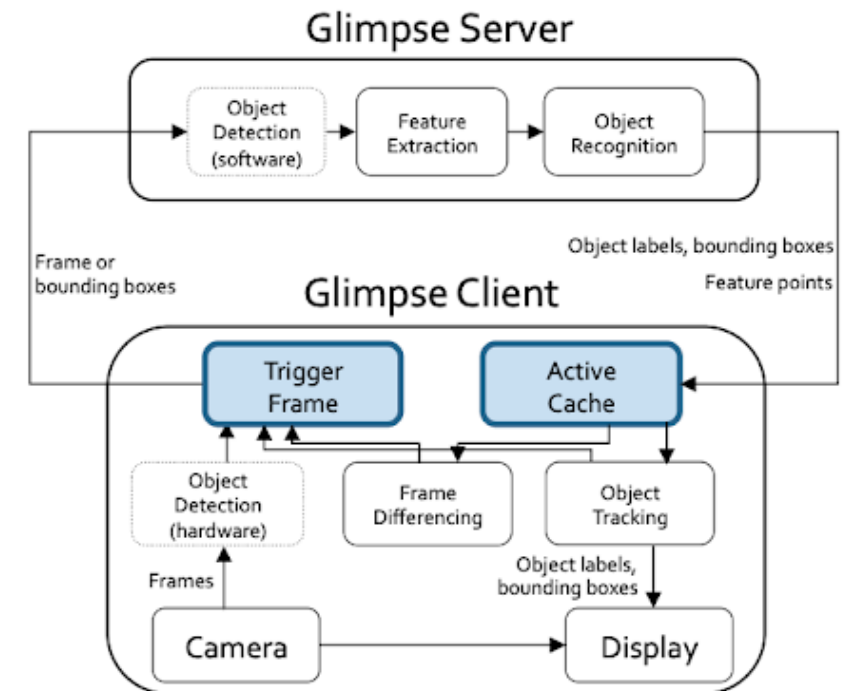 Glimpse Server
Object
Detection
(software)
Feature
Extraction
Object
Recognition
Frame or
bounding boxes
Object labels, bounding boxes
Feature points
Glimpse Client
Trigger
Frame
Active
Cache
Object
Detection
(hardware)
Frame
Differencing
Object
Tracking
Frames
Object labels,
bounding boxes
Camera
Display